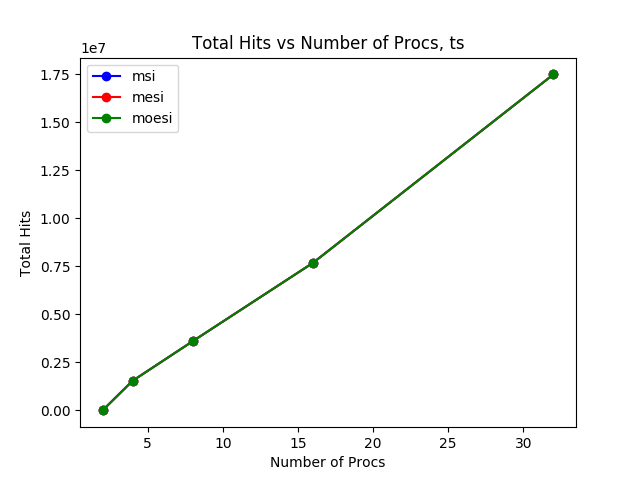 Total Hits vs Number of Procs, ts
1e7
msi
mesi
moesi
1.75
1.50
1.25
1.00
0.75
0.50
0.25
0.00
Total Hits
5 10 15 20 25 30
Number of Procs